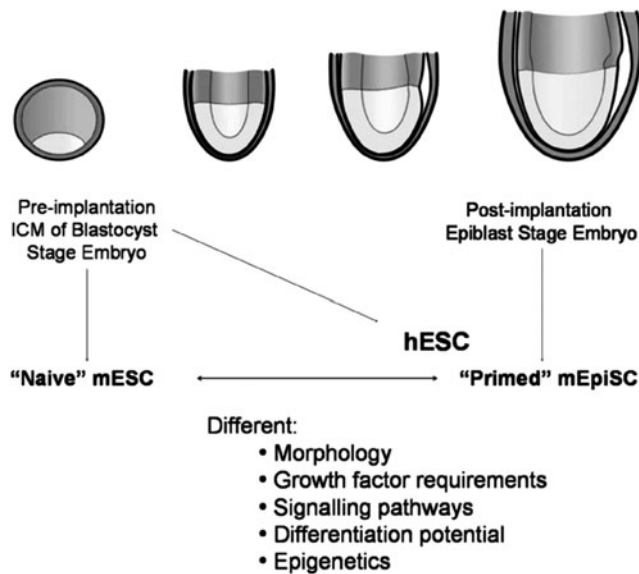 Pre-implantation
ICM of Blastocyst
Stage Embryo
Post-implantation
Epiblast Stage Embryo
hESC
“Naive” mESC
“Primed” mEpiSC
Different:
• Morphology
• Growth factor requirements
• Signalling pathways
• Differentiation potential
• Epigenetics